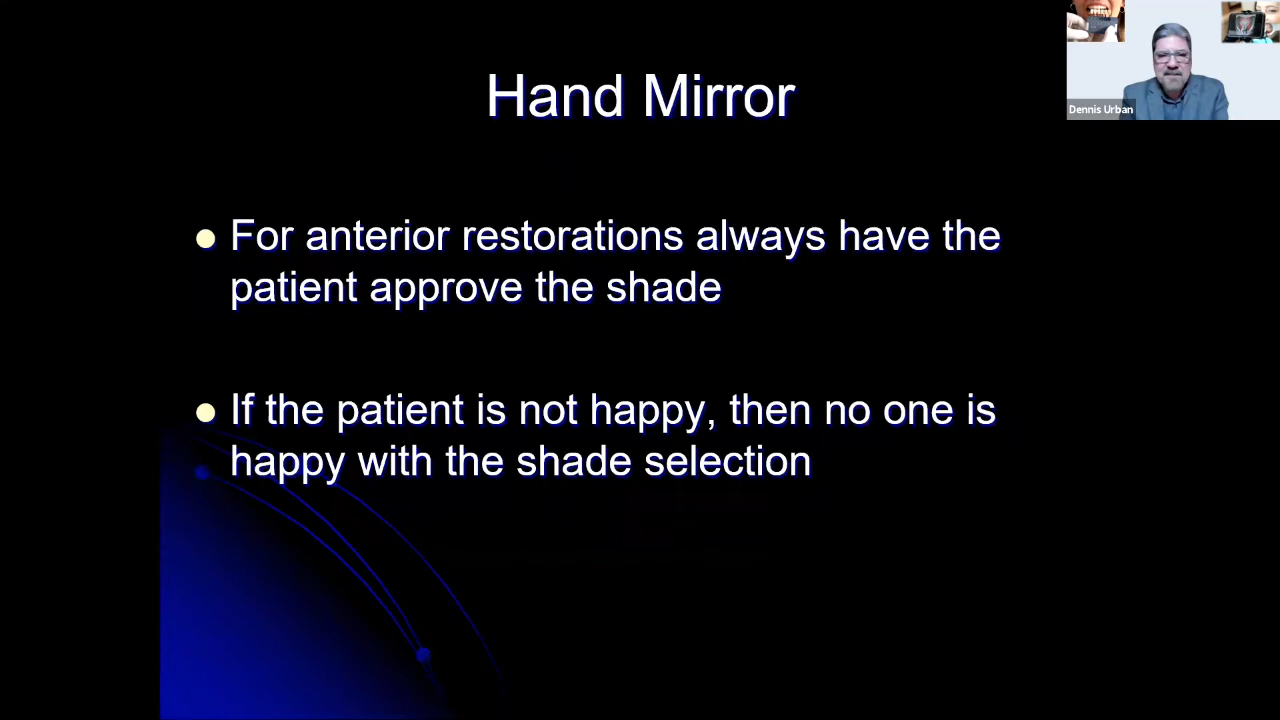 Hand Mirror
Dennis Urban
For anterior restorations always have the
patient approve the shade
If the patient is not happy, then no one is
happy with the shade selection